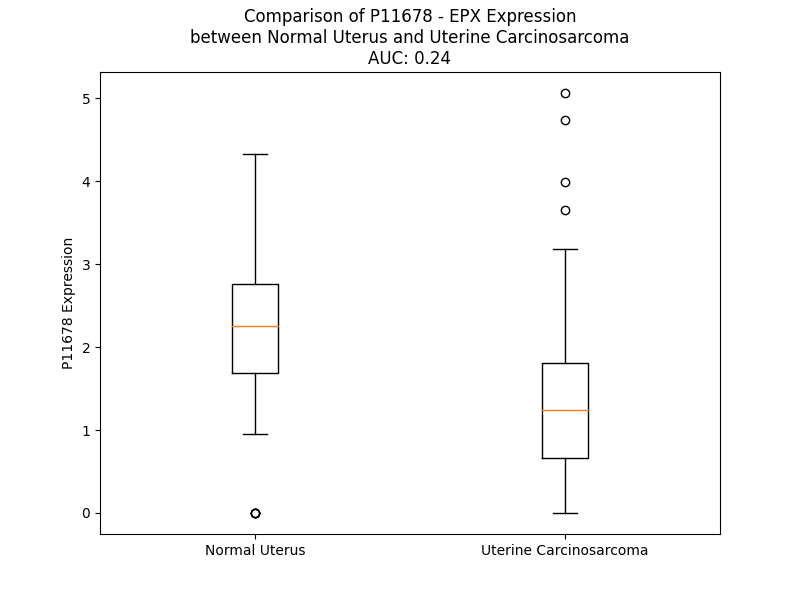 Comparison of P11678 - EPX Expression
between Normal Uterus and Uterine Carcinosarcoma
AUC: 0.24
5
4
3
2
1
0
P11678 Expression
Normal Uterus
Uterine Carcinosarcoma